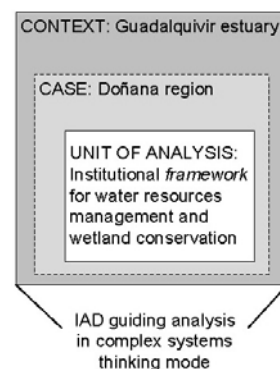 CONTEXT: Guadalquivir estuary
CASE: Doñana region
UNIT OF ANALYSIS:
Institutional framework
for water resources
management and
wetland conservation
IAD guiding analysis
in complex systems
thinking mode